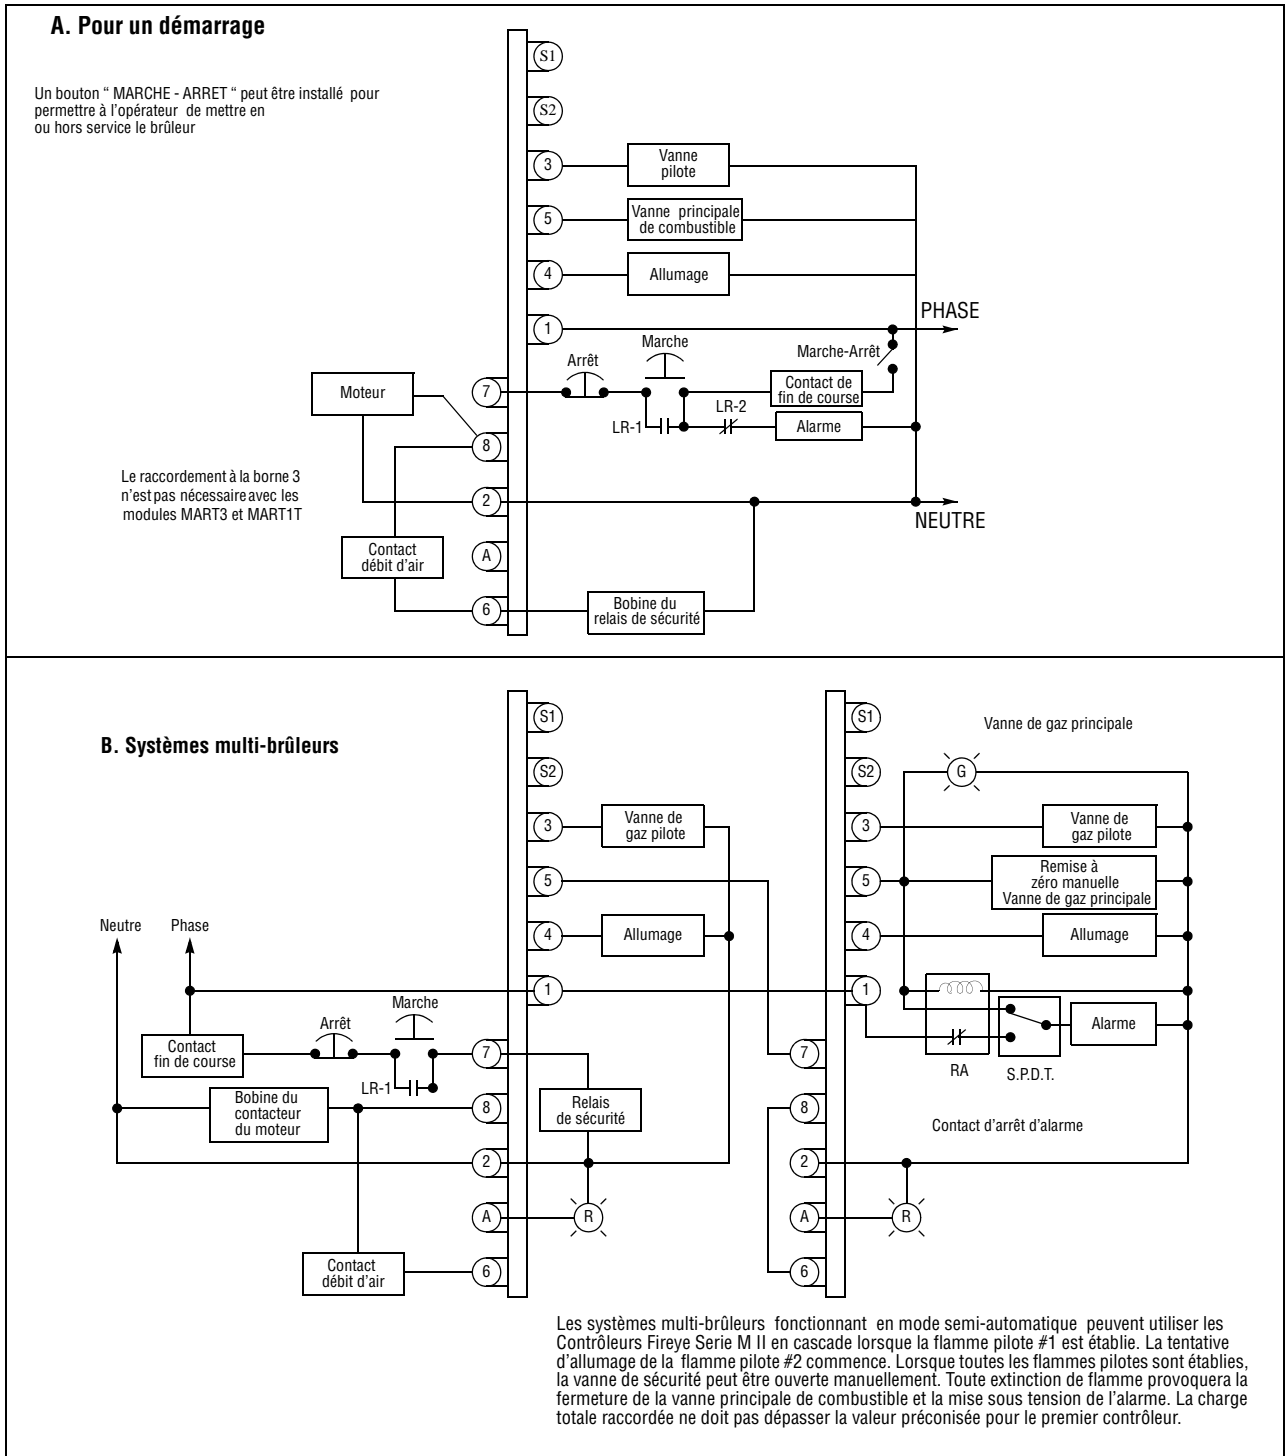 A. Pour un démarrage
Un bouton “ MARCHE - ARRET “ peut être installé pour
permettre à l’opérateur de mettre en
ou hors service le brûleur
S1
S2
3
Vanne
pilote
5
Vanne principale
de combustible
4
Allumage
1
PHASE
Marche
Marche-Arrêt
Arrêt
Moteur
7
Contact de
fin de course
LR-2
LR-1
Alarme
8
Le raccordement à la borne 3
n’est pas nécessaire avec les
modules MART3 et MART1T
2
NEUTRE
Contact
débit d’air
A
6
Bobine du
relais de sécurité
B. Systèmes multi-brûleurs
S1
S2
3
Vanne de
gaz pilote
5
4
Allumage
Neutre
Phase
1
Marche
Arrêt
Contact
fin de course
7
LR-1
Bobine du
contacteur
du moteur
8
Relais
de sécurité
2
A
R
Contact
débit d’air
6
S1
Vanne de gaz principale
S2
G
3
Vanne de
gaz pilote
5
Remise à
zéro manuelle
Vanne de gaz principale
4
Allumage
1
Alarme
RA
S.P.D.T.
7
8
Contact d’arrêt d’alarme
2
A
R
6
Les systèmes multi-brûleurs fonctionnant en mode semi-automatique peuvent utiliser les
Contrôleurs Fireye Serie M II en cascade lorsque la flamme pilote #1 est établie. La tentative
d’allumage de la flamme pilote #2 commence. Lorsque toutes les flammes pilotes sont établies,
la vanne de sécurité peut être ouverte manuellement. Toute extinction de flamme provoquera la
fermeture de la vanne principale de combustible et la mise sous tension de l’alarme. La charge
totale raccordée ne doit pas dépasser la valeur préconisée pour le premier contrôleur.